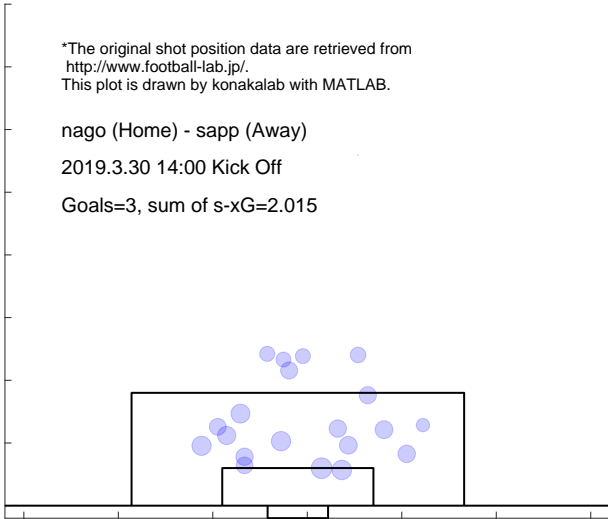 *The original shot position data are retrieved from
http://www.football-lab.jp/.
This plot is drawn by konakalab with MATLAB.
nago (Home) - sapp (Away)
2019.3.30 14:00 Kick Off
Goals=3, sum of s-xG=2.015